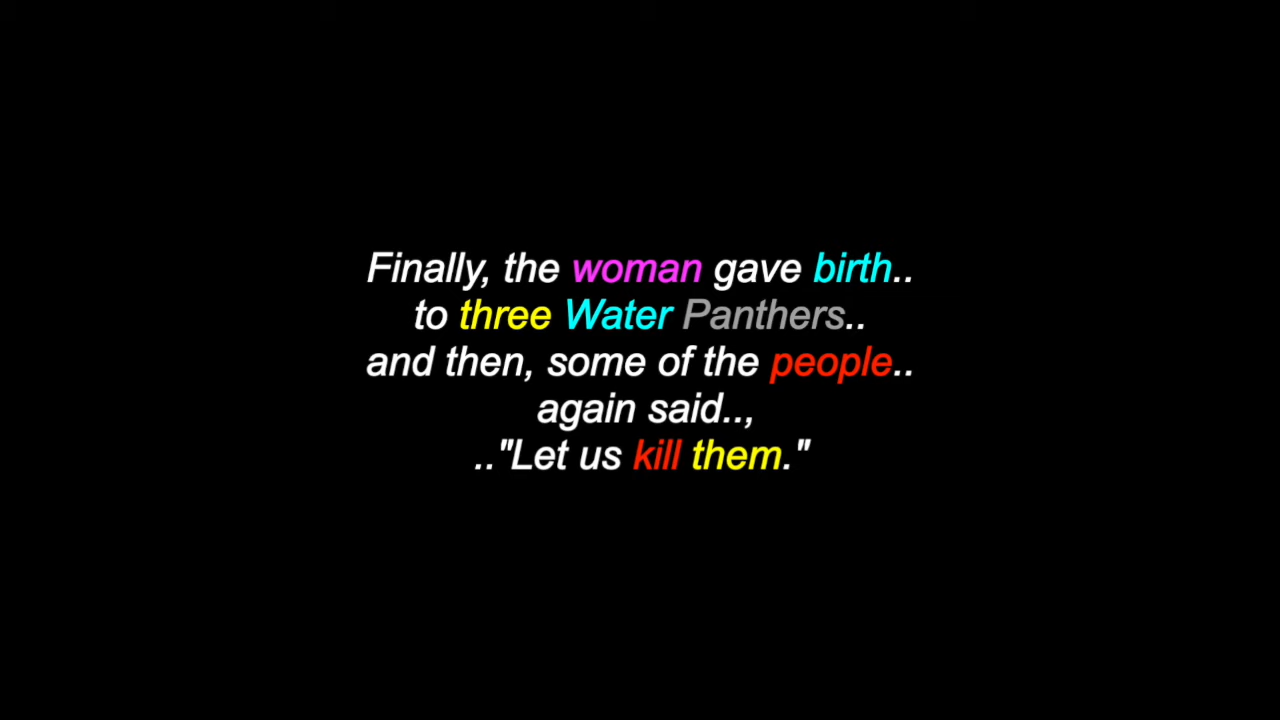 Finally, the woman gave birth..
to three Water Panthers..
and then, some of the people..
again said..,
.."Let us kill them."